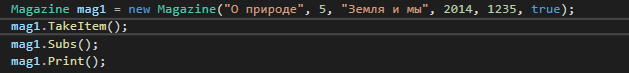 Magazine mag1 = new Magazine("О природе", 5, "Земля и мы", 2014, 1235, true);
mag1.TakeItem();
mag1.Subs();
mag1.Print();